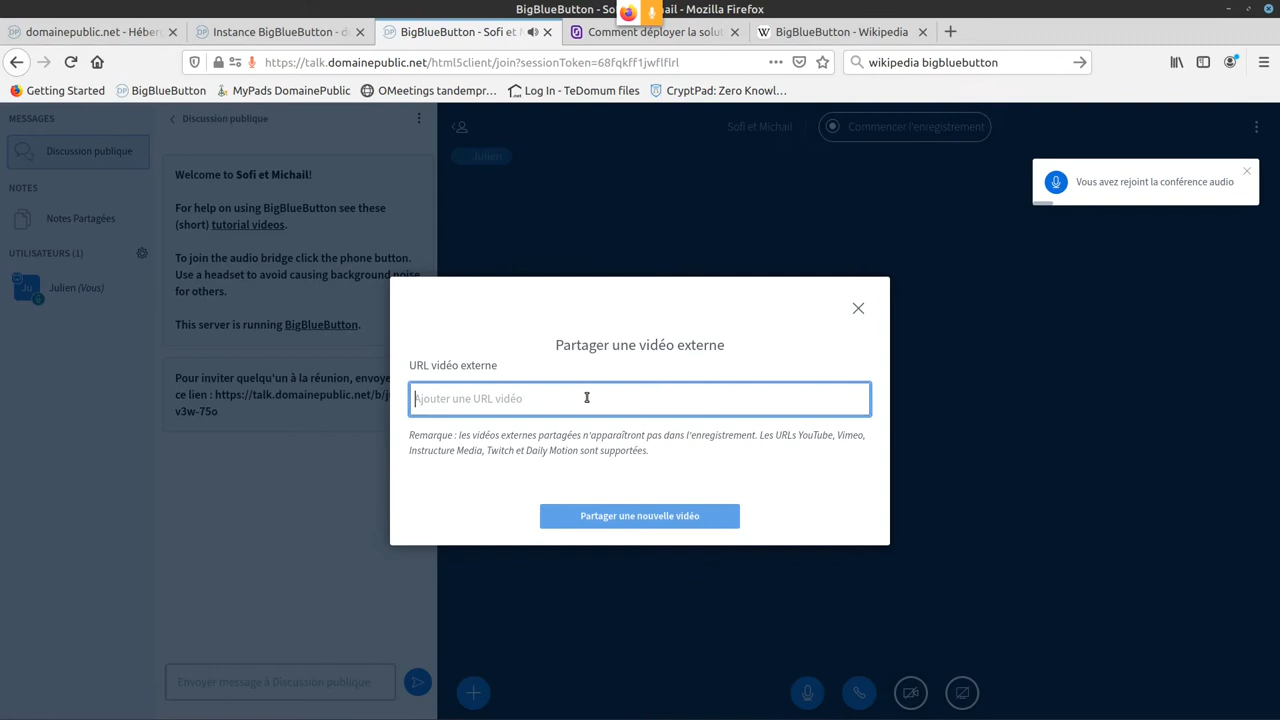 BigBlueButton - So
ail - Mozilla Firefox
domainepublic.net - Héberg
Instance BigBlueButton - d
BigBlueButton - Sofi et M
Comment déployer la solut
BigBlueButton - Wikipedia
https://talk.domainepublic.net/html5client/join?sessionToken=68fqkff1jwflflrl
wikipedia bigbluebutton
Getting Started
BigBlueButton
MyPads DomainePublic
OMeetings tandempr...
Log In - TeDomum files
CryptPad: Zero Knowl...
MESSAGES
Discussion publique
NOTES
Notes Partagées
UTILISATEURS (1)
Ju
Julien (Vous)
Discussion publique
Welcome to Sofi et Michail!
For help on using BigBlueButton see these
(short) tutorial videos.
To join the audio bridge click the phone button.
Use a headset to avoid causing background noise
for others.
This server is running BigBlueButton.
Pour inviter quelqu'un à la réunion, envoye
ce lien : https://talk.domainepublic.net/b/ju
v3w-75o
Envoyer message à Discussion publique
Sofi et Michail
Commencer l'enregistrement
Julien
Vous avez rejoint la conférence audio
Partager une vidéo externe
URL vidéo externe
Ajouter une URL vidéo
Remarque : les vidéos externes partagées n'apparaîtront pas dans l'enregistrement. Les URLs YouTube, Vimeo,
Instructure Media, Twitch et Daily Motion sont supportées.
Partager une nouvelle vidéo